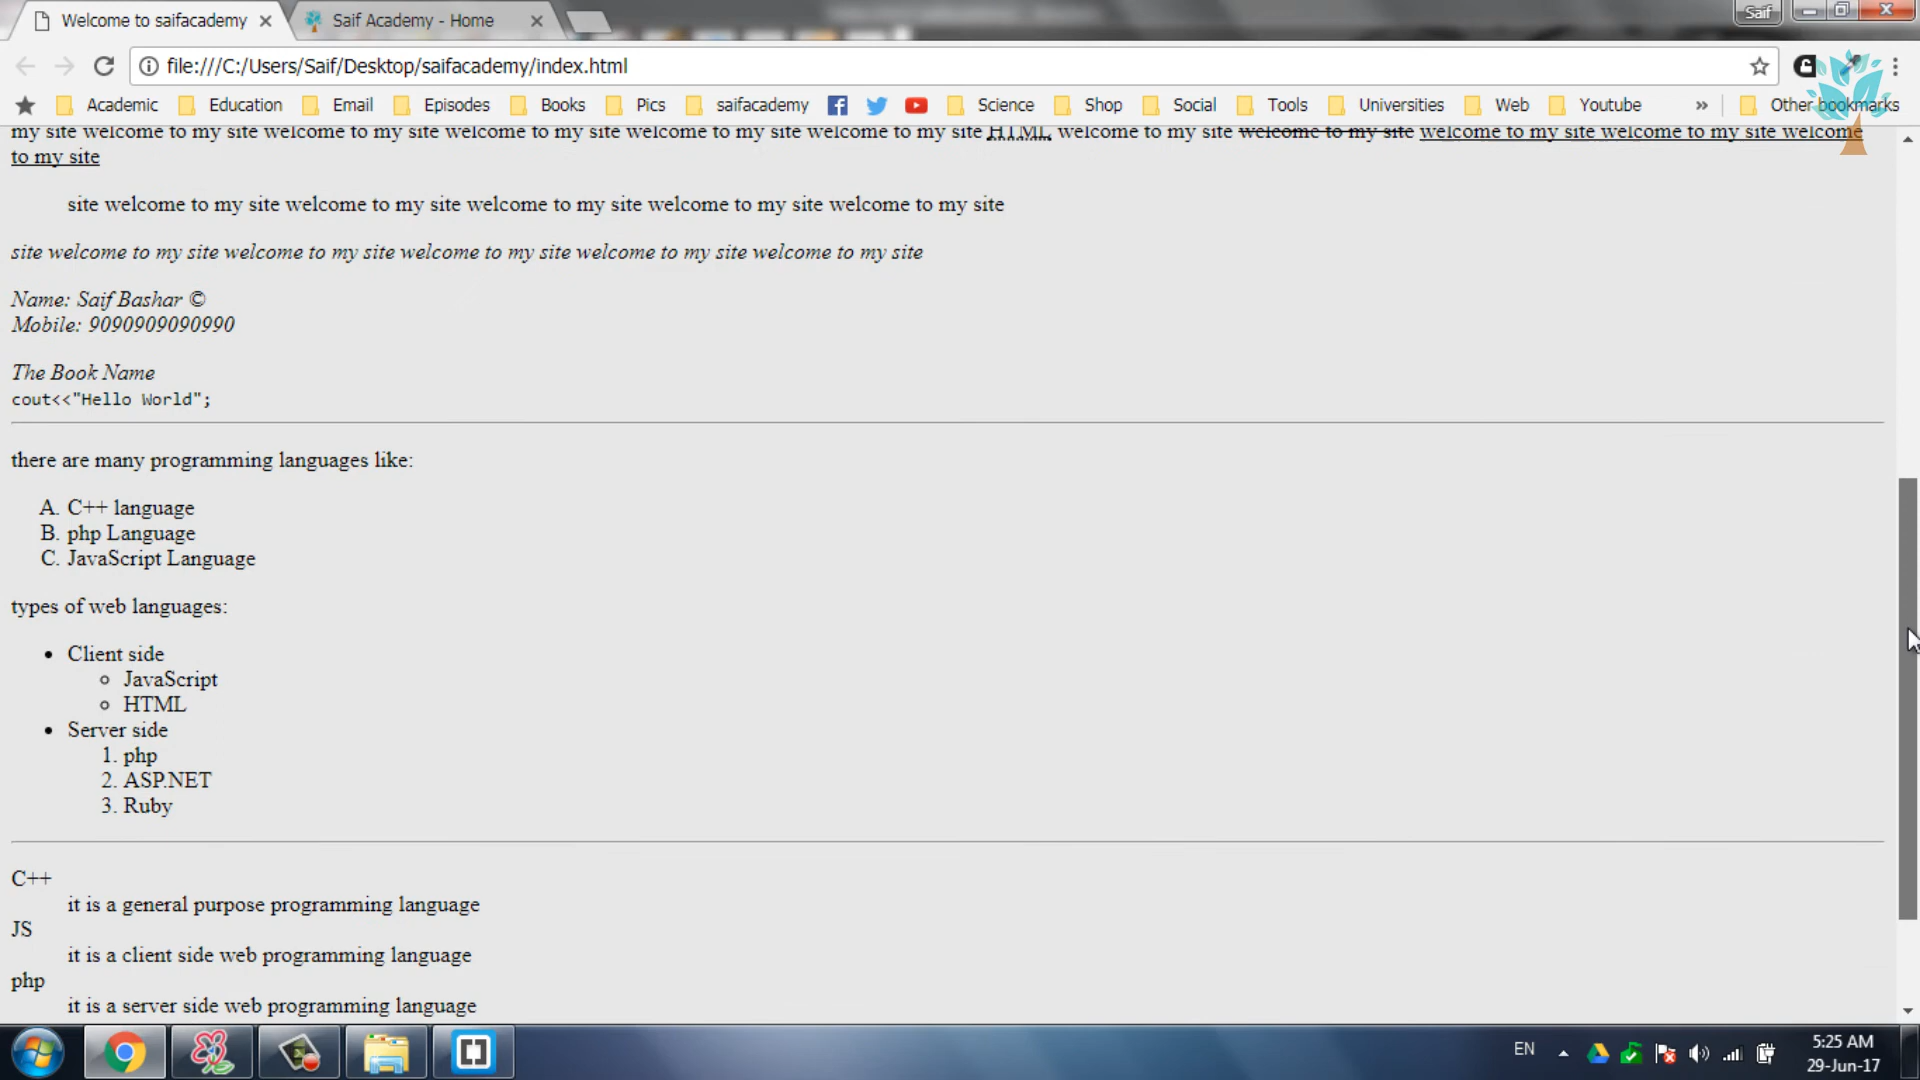 Welcome to saifacademy
Saif Academy - Home
Saif
file:///C:/Users/Saif/Desktop/saifacademy/index.html
Academic Education Email Episodes Books Pics saifacademy Science Shop Social Tools Universities Web Youtube » Other bookmarks
my site welcome to my site welcome to my site welcome to my site welcome to my site welcome to my site HTML welcome to my site welcome to my site welcome to my site welcome to my site welcome
to my site
site welcome to my site welcome to my site welcome to my site welcome to my site welcome to my site
site welcome to my site welcome to my site welcome to my site welcome to my site welcome to my site
Name: Saif Bashar ©
Mobile: 9090909090990
The Book Name
cout<<"Hello World";
there are many programming languages like:
A. C++ language
B. php Language
C. JavaScript Language
types of web languages:
• Client side
◦ JavaScript
◦ HTML
• Server side
1. php
2. ASP.NET
3. Ruby
C++
it is a general purpose programming language
JS
it is a client side web programming language
php
it is a server side web programming language
EN
5:25 AM
29-Jun-17